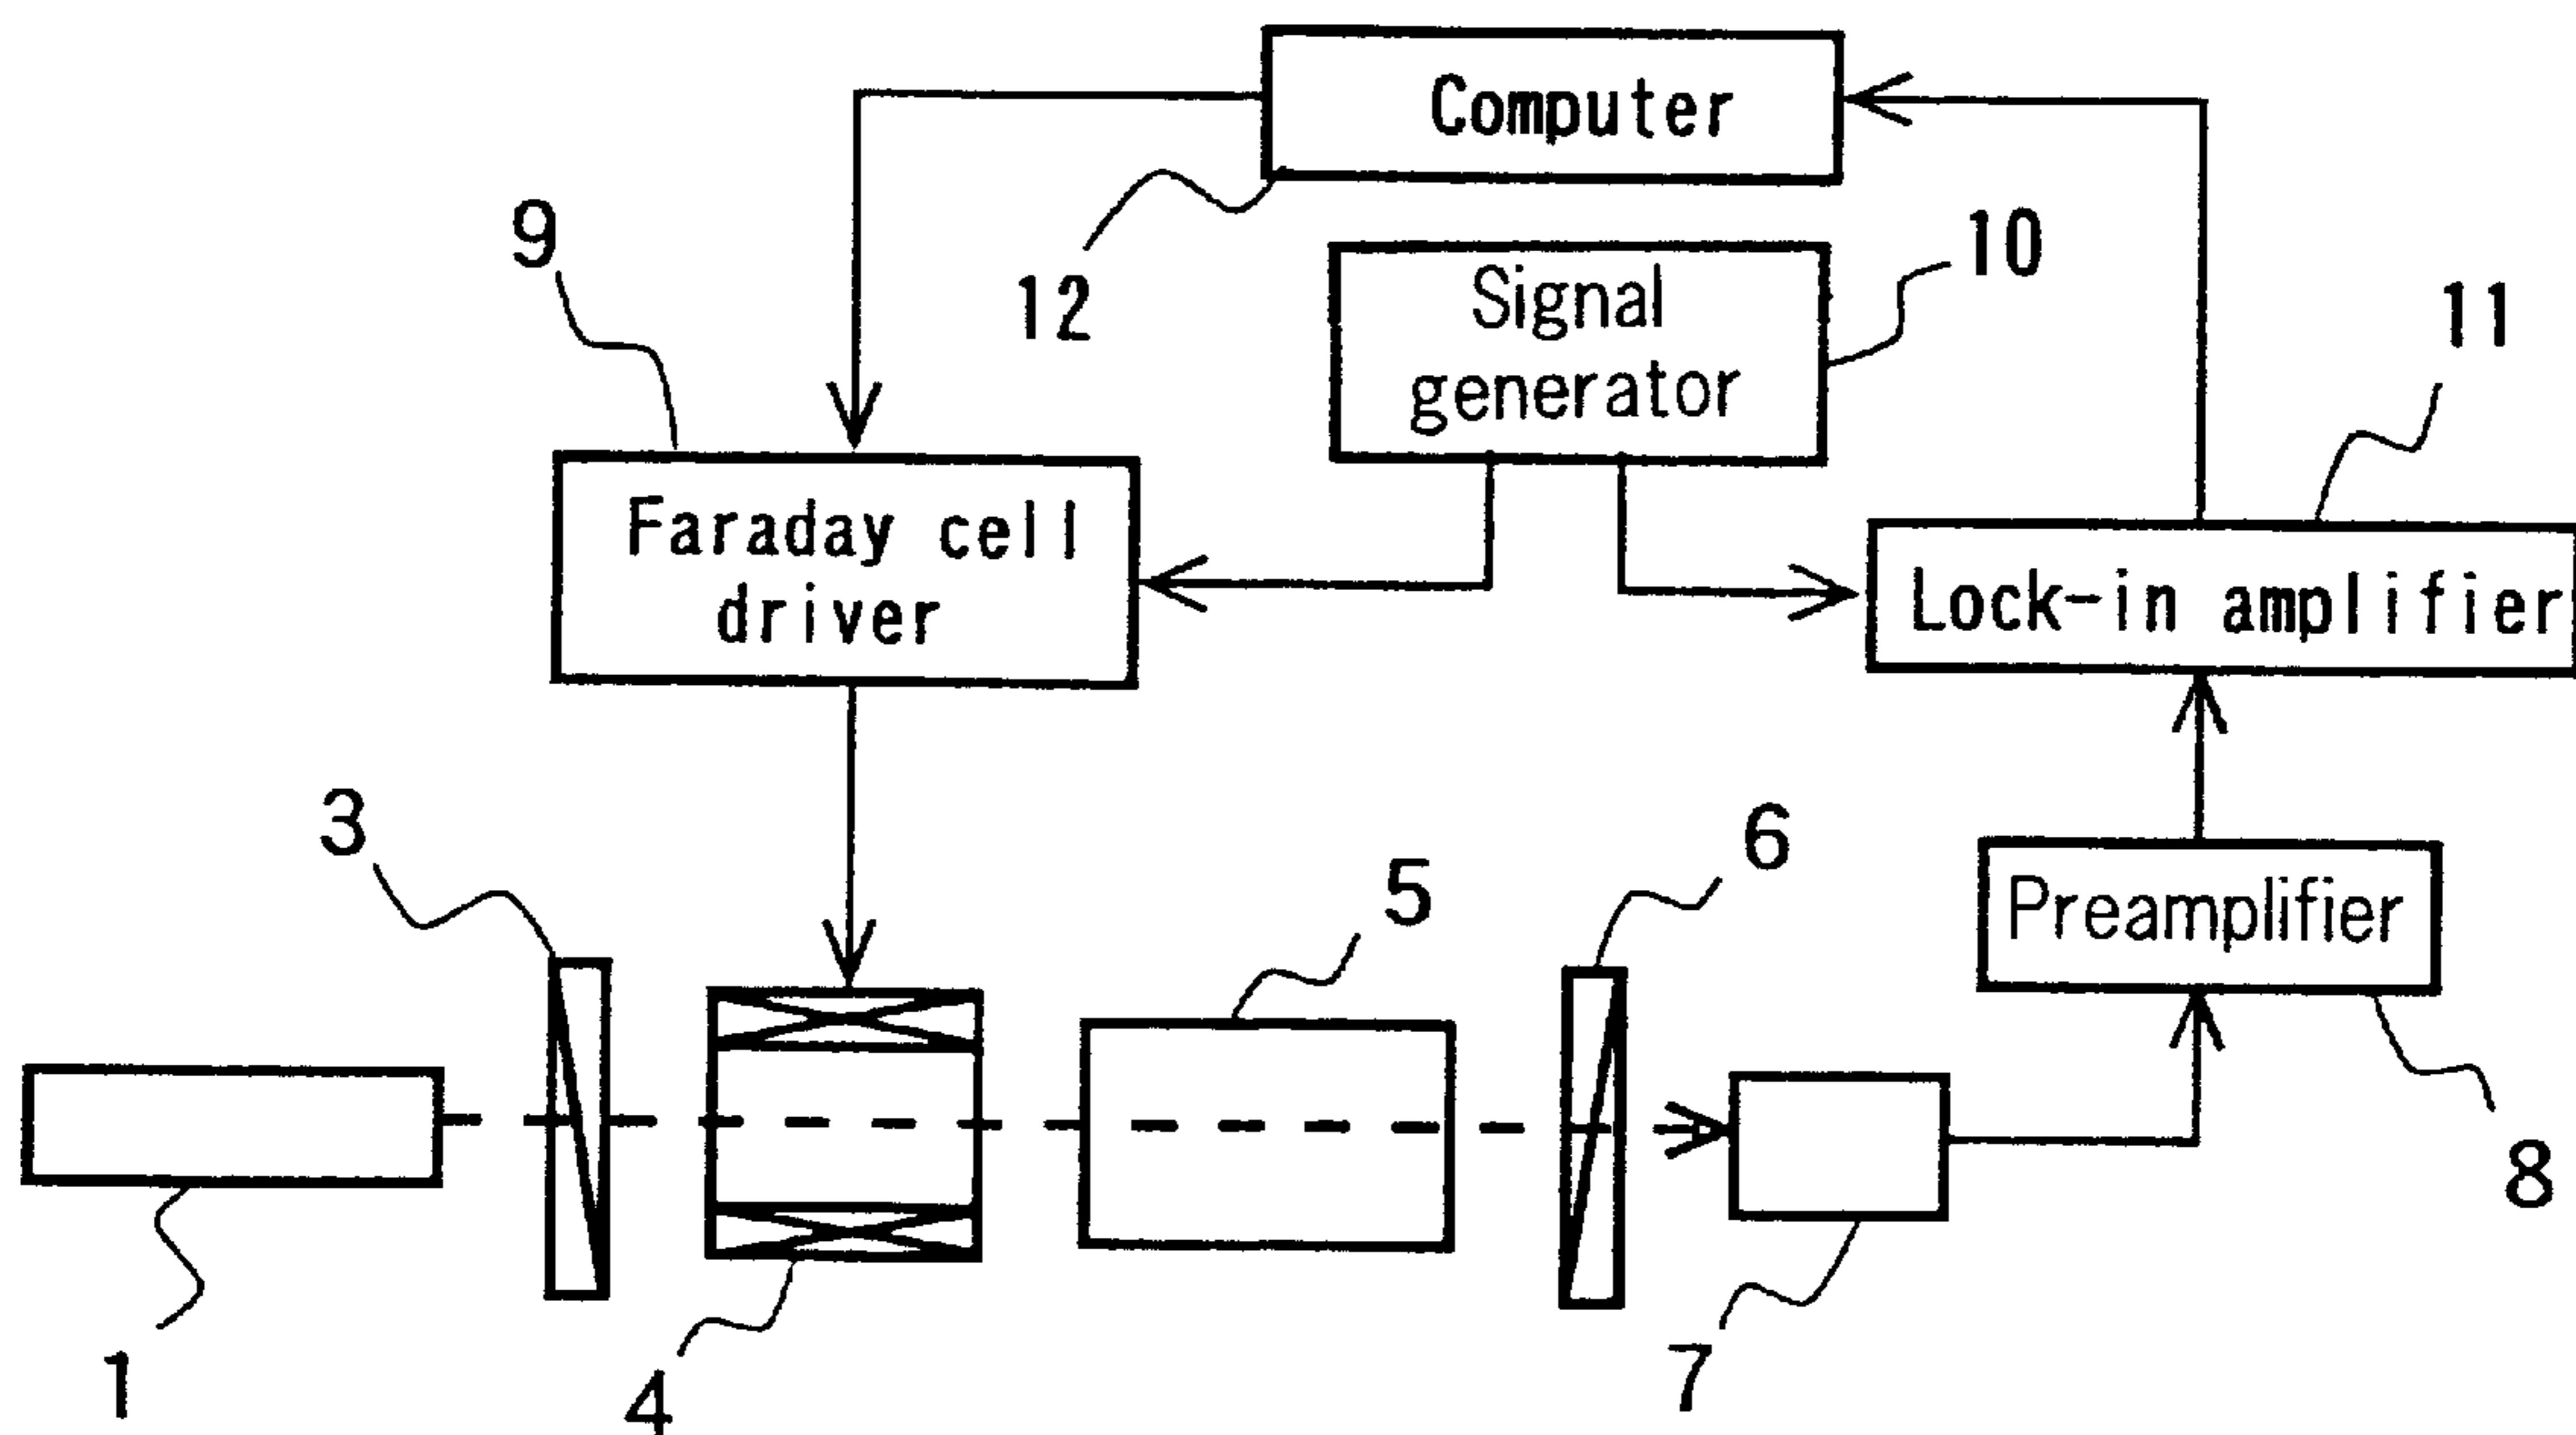 Computer
9
12
Signal
generator
10
11
Faraday cell
driver
Lock-in amplifier
3
5
6
Preamplifier
8
1
4
7